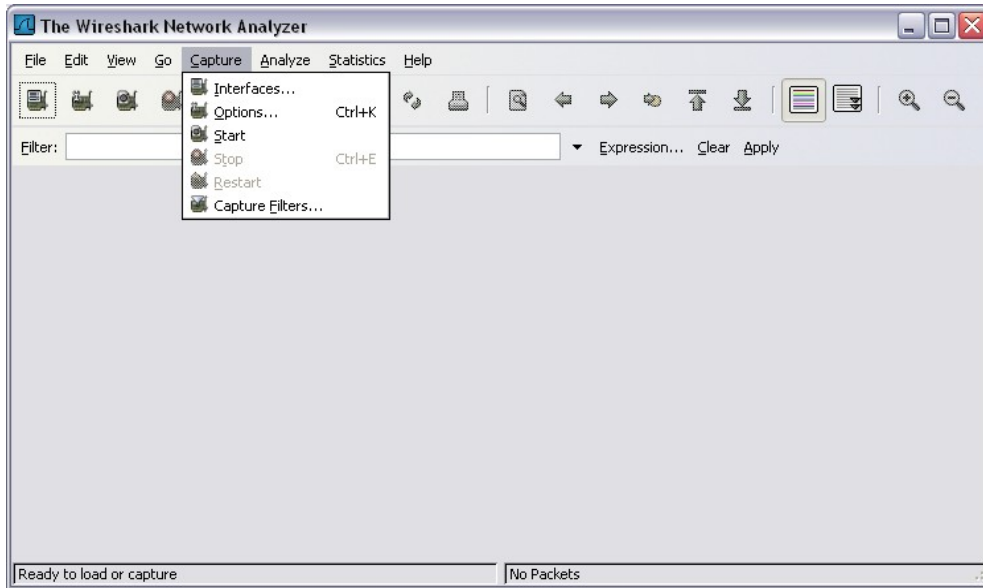 The Wireshark Network Analyzer
File Edit View Go Capture Analyze Statistics Help
Interfaces...
Options... Ctrl+K
Start
Stop Ctrl+E
Restart
Capture Filters...
Filter: Expression... Clear Apply
Ready to load or capture No Packets